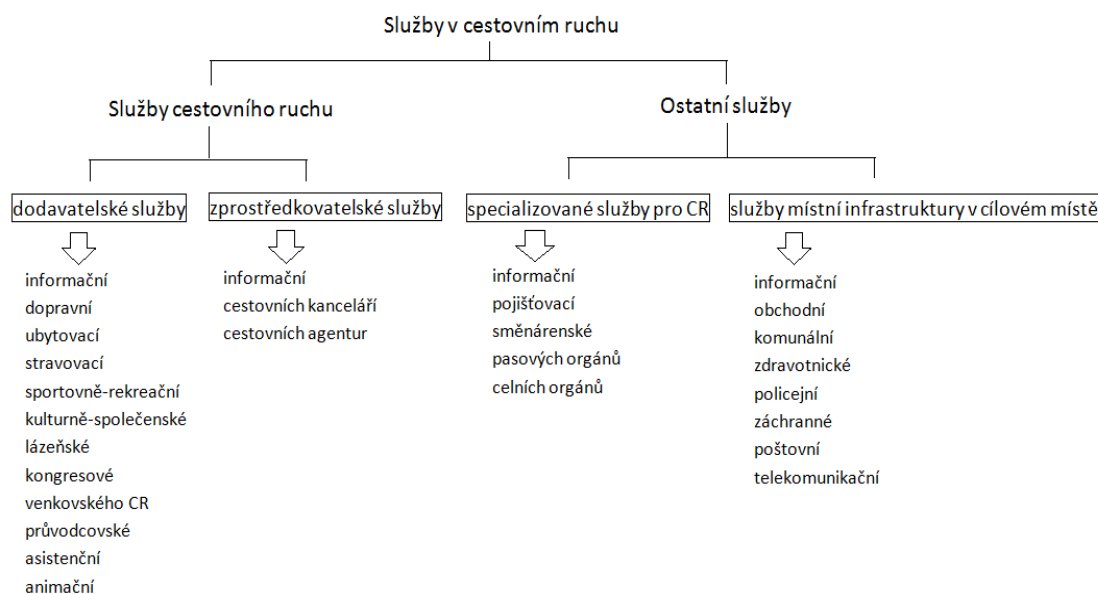 Služby v cestovním ruchu
Služby cestovního ruchu
Ostatní služby
dodavatelské služby
zprostředkovatelské služby
specializované služby pro CR
služby místní infrastruktury v cílovém místě
informační
dopravní
ubytovací
stravovací
sportovně-rekreační
kulturně-společenské
lázeňské
kongresové
venkovského CR
průvodcovské
asistenční
animační
informační
cestovních kanceláří
cestovních agentur
informační
pojišťovací
směnárenské
pasových orgánů
celních orgánů
informační
obchodní
komunální
zdravotnické
policejní
záchranné
poštovní
telekomunikační